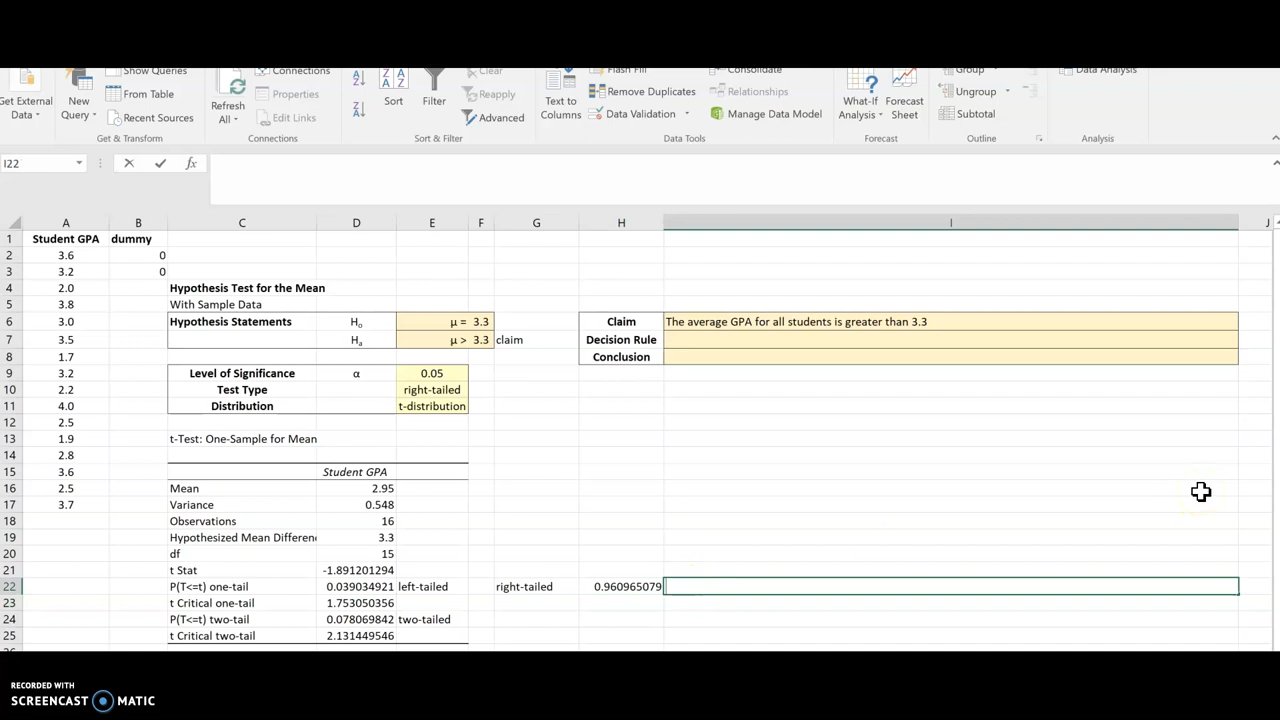 Show Queries
Connections
Clear
Flash Fill
Consolidate
Group
Data Analysis
Get External Data
New Query
From Table
Recent Sources
Refresh All
Properties
Edit Links
Sort
Filter
Reapply
Advanced
Text to Columns
Remove Duplicates
Data Validation
Relationships
Manage Data Model
What-If Analysis
Forecast Sheet
Ungroup
Subtotal
Get & Transform
Connections
Sort & Filter
Data Tools
Forecast
Outline
Analysis
I22
fx
A B C D E F G H I J
1 Student GPA dummy
2 3.6 0
3 3.2 0
4 2.0 Hypothesis Test for the Mean
5 3.8 With Sample Data
6 3.0 Hypothesis Statements Ho μ = 3.3 Claim The average GPA for all students is greater than 3.3
7 3.5 Ha μ > 3.3 claim Decision Rule
8 1.7 Conclusion
9 3.2 Level of Significance α 0.05
10 2.2 Test Type right-tailed
11 4.0 Distribution t-distribution
12 2.5
13 1.9 t-Test: One-Sample for Mean
14 2.8
15 3.6 Student GPA
16 2.5 Mean 2.95
17 3.7 Variance 0.548
18 Observations 16
19 Hypothesized Mean Differenc 3.3
20 df 15
21 t Stat -1.891201294
22 P(T<=t) one-tail 0.039034921 left-tailed right-tailed 0.960965079
23 t Critical one-tail 1.753050356
24 P(T<=t) two-tail 0.078069842 two-tailed
25 t Critical two-tail 2.131449546
RECORDED WITH
SCREENCAST MATIC